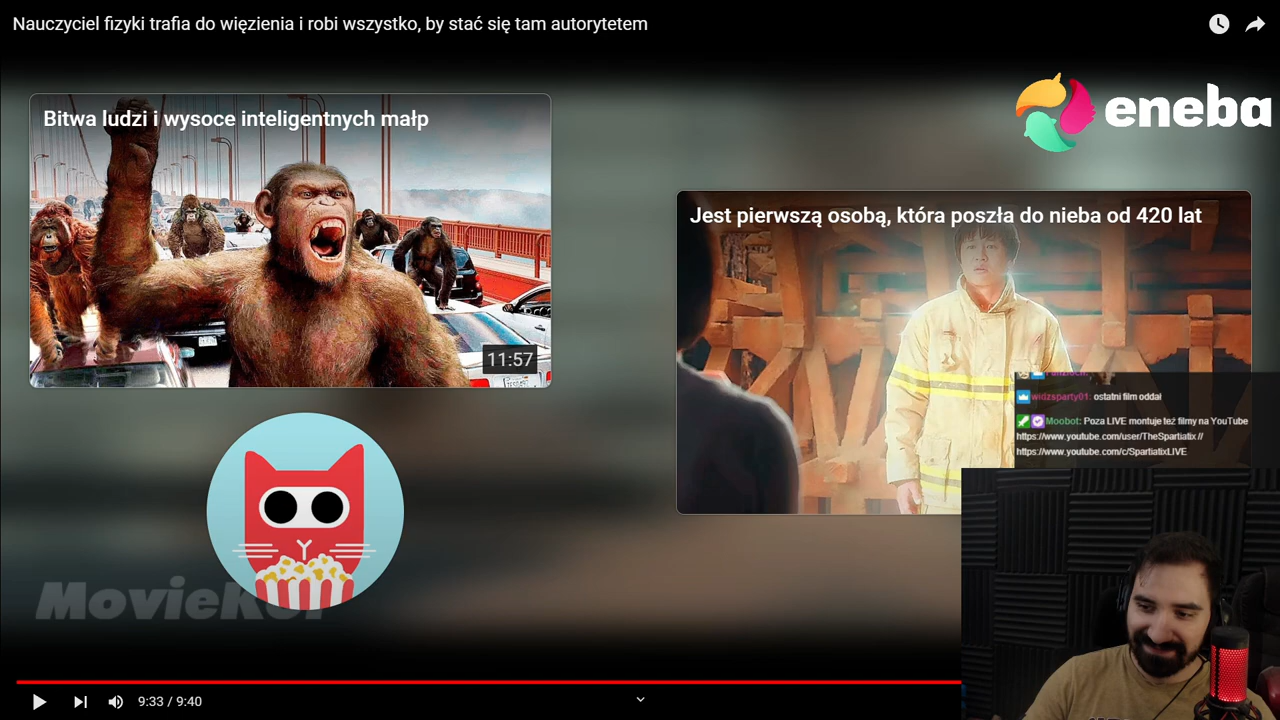 Nauczyciel fizyki trafia do więzienia i robi wszystko, by stać się tam autorytetem
eneba
Bitwa ludzi i wysoce inteligentnych małp
11:57
Jest pierwszą osobą, która poszła do nieba od 420 lat
widzsparty01: ostatni film oddal
Moobot: Poza LIVE montuje też filmy na YouTube
https://www.youtube.com/user/TheSpartiatix //
https://www.youtube.com/c/SpartiatixLIVE
9:33 / 9:40